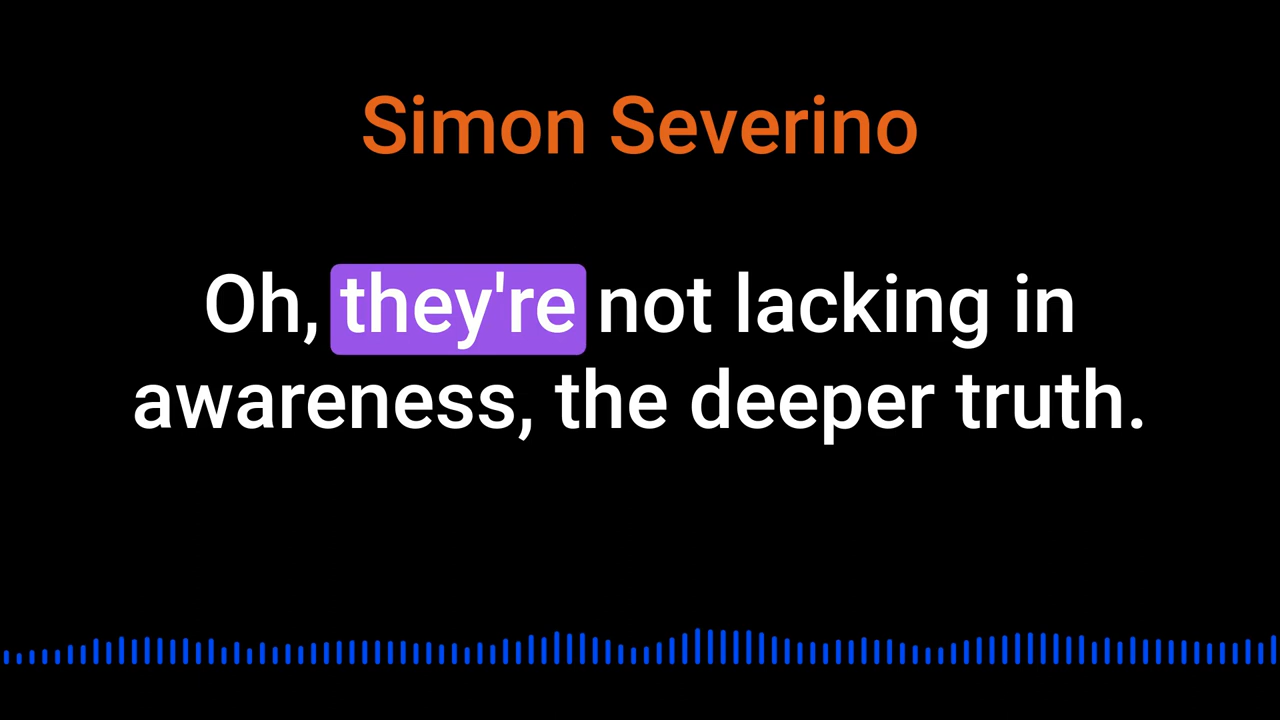 Simon Severino
Oh, they're not lacking in
awareness, the deeper truth.